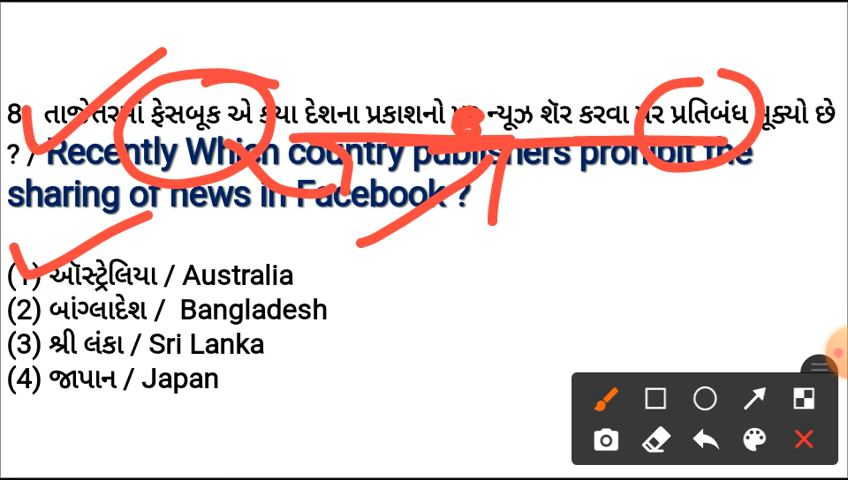 8 તાજેતરમાં ફેસબૂક એ ક્યા દેશના પ્રકાશનો પર ન્યૂઝ શૅર કરવા પર પ્રતિબંધ મૂક્યો છે
? / Recently Which country publishers prohibit the
sharing of news in Facebook ?
(1) ઑસ્ટ્રેલિયા / Australia
(2) બાંગ્લાદેશ / Bangladesh
(3) શ્રી લંકા / Sri Lanka
(4) જાપાન / Japan